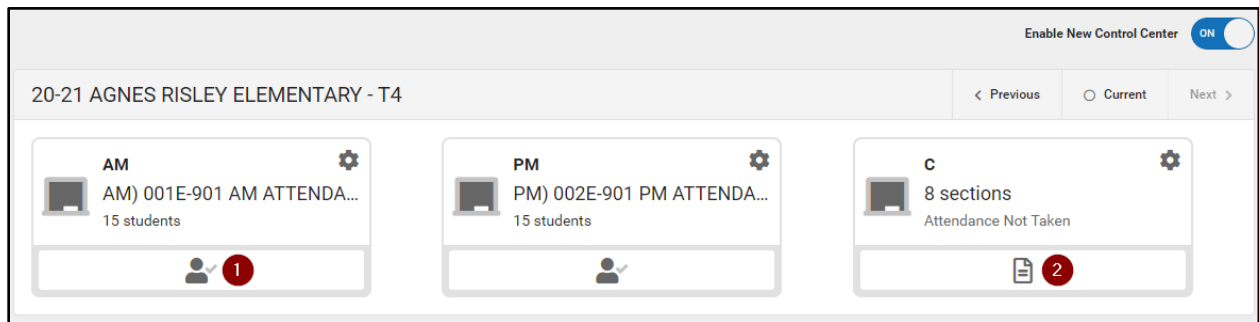 Enable New Control Center ON
20-21 AGNES RISLEY ELEMENTARY - T4
< Previous
Current
Next >
AM
AM) 001E-901 AM ATTENDA...
15 students
1
PM
PM) 002E-901 PM ATTENDA...
15 students
C
8 sections
Attendance Not Taken
2